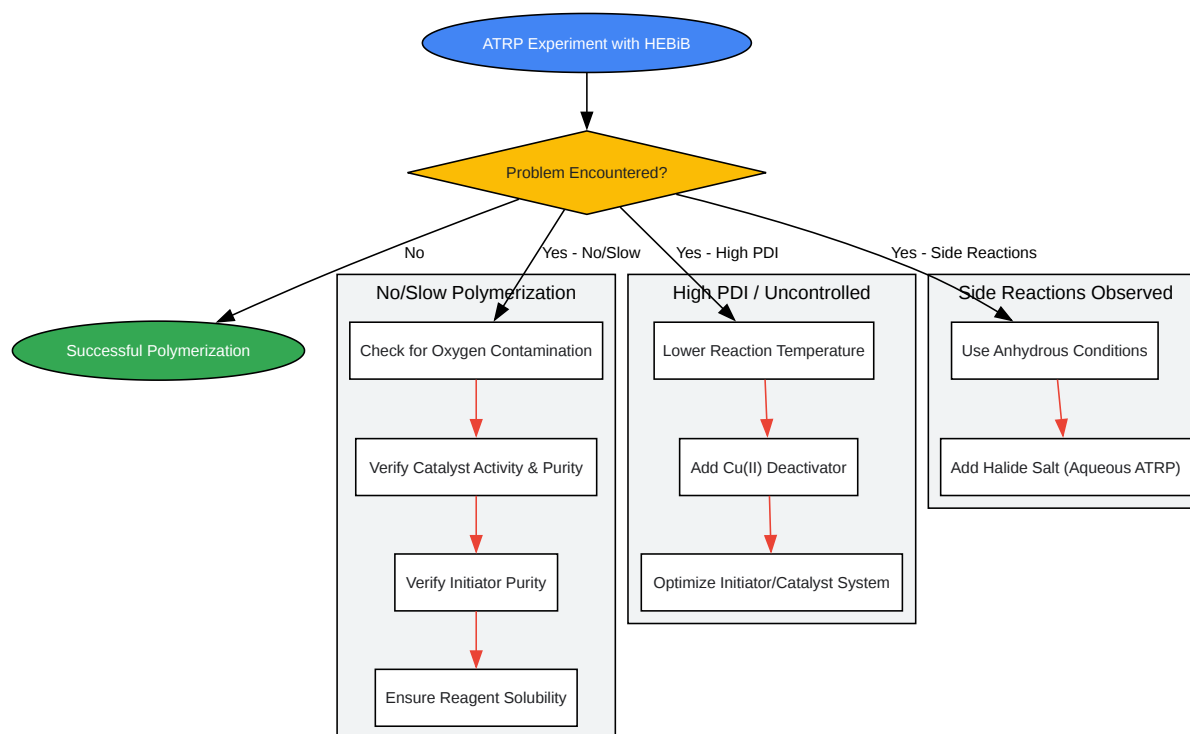 ATRP Experiment with HEBiB
Problem Encountered?
No
Yes - No/Slow
Yes - High PDI
Yes - Side Reactions
No/Slow Polymerization
High PDI / Uncontrolled
Side Reactions Observed
Successful Polymerization
Check for Oxygen Contamination
Lower Reaction Temperature
Use Anhydrous Conditions
Verify Catalyst Activity & Purity
Add Cu(II) Deactivator
Add Halide Salt (Aqueous ATRP)
Verify Initiator Purity
Optimize Initiator/Catalyst System
Ensure Reagent Solubility